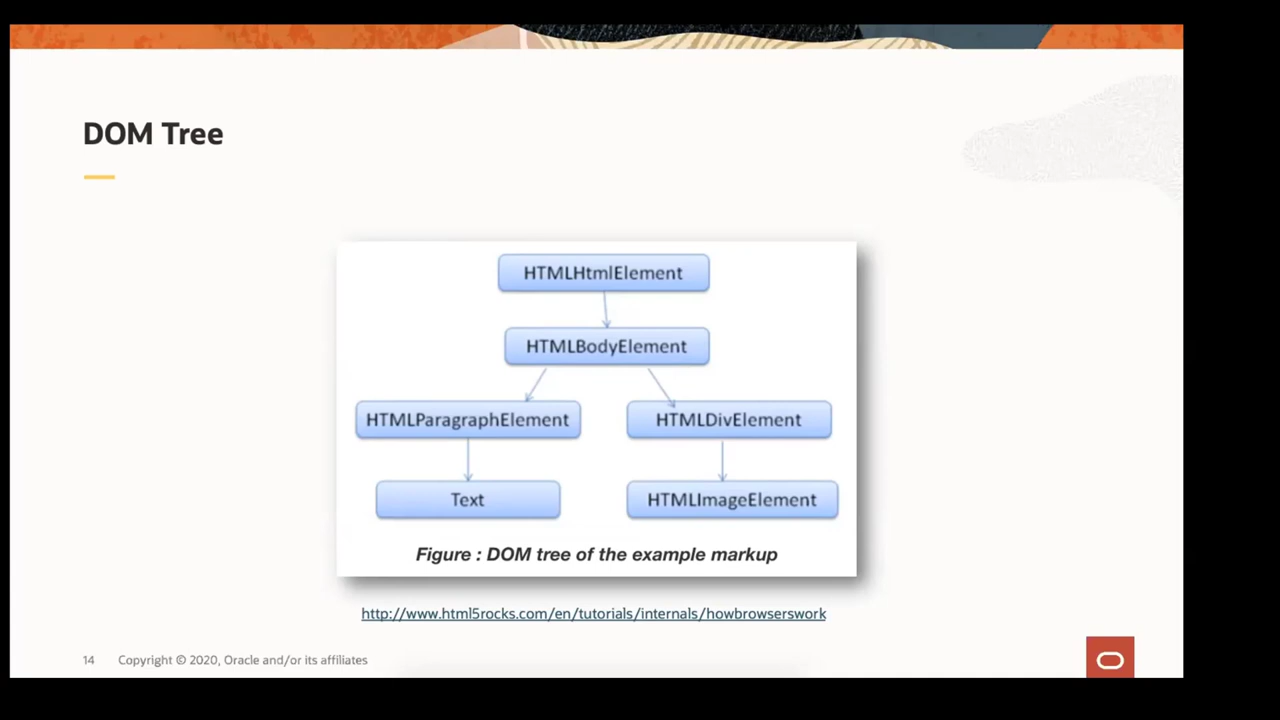 DOM Tree
HTMLHtmlElement
HTMLBodyElement
HTMLParagraphElement
HTMLDivElement
Text
HTMLImageElement
Figure : DOM tree of the example markup
http://www.html5rocks.com/en/tutorials/internals/howbrowserswork
14 Copyright © 2020, Oracle and/or its affiliates